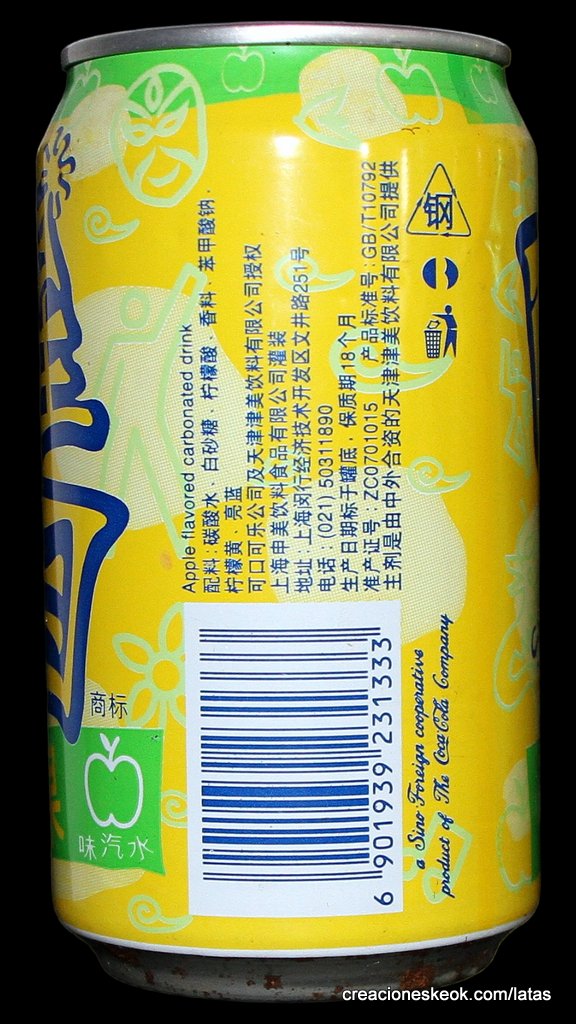 Apple flavored carbonated drink
配料：碳酸水﹑白砂糖﹑柠檬酸﹑香料﹑苯甲酸钠﹑
柠檬黄﹑亮蓝
可口可乐公司及天津津美饮料有限公司授权
上海申美饮料食品有限公司灌装
地址：上海闵行经济技术开发区文井路251号
电话：(021) 50311890
生产日期标于罐底，保质期18个月
准产证号：ZC0701015 产品标准号：GB/T10792
主剂是由中外合资的天津津美饮料有限公司提供
钢
商标
味汽水
6 901939 231333
a Sino Foreign cooperative
product of The Coca-Cola Company
creacioneskeok.com/latas